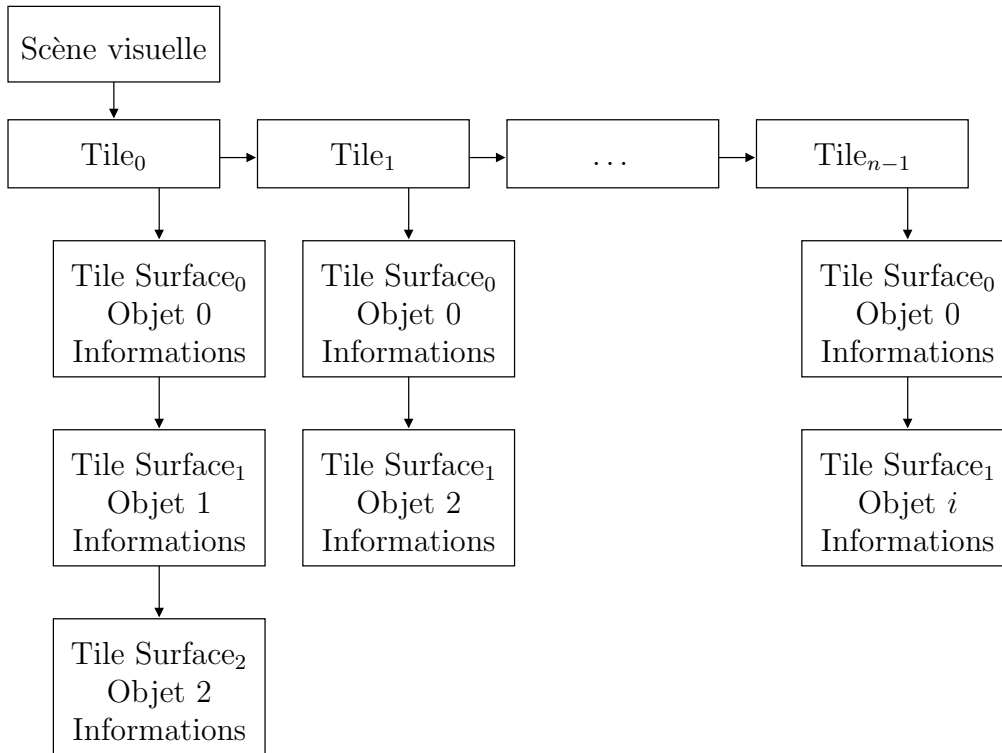 Scène visuelle
Tile₀
Tile₁
...
Tileₙ₋₁
Tile Surface₀
Objet 0
Informations
Tile Surface₀
Objet 0
Informations
Tile Surface₀
Objet 0
Informations
Tile Surface₁
Objet 1
Informations
Tile Surface₁
Objet 2
Informations
Tile Surface₁
Objet i
Informations
Tile Surface₂
Objet 2
Informations